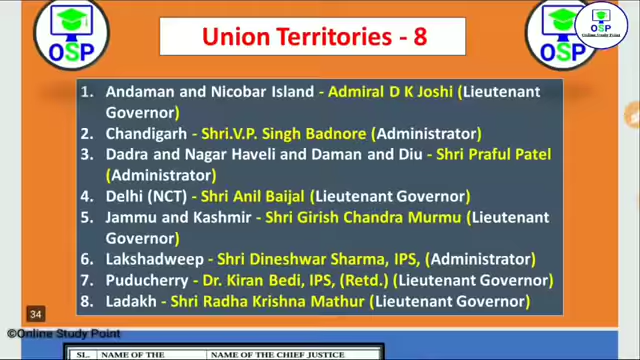 OSP
Union Territories - 8
OSP
OSP
Online Study Point
1. Andaman and Nicobar Island - Admiral D K Joshi (Lieutenant
Governor)
2. Chandigarh - Shri.V.P. Singh Badnore (Administrator)
3. Dadra and Nagar Haveli and Daman and Diu - Shri Praful Patel
(Administrator)
4. Delhi (NCT) - Shri Anil Baijal (Lieutenant Governor)
5. Jammu and Kashmir - Shri Girish Chandra Murmu (Lieutenant
Governor)
6. Lakshadweep - Shri Dineshwar Sharma, IPS, (Administrator)
7. Puducherry - Dr. Kiran Bedi, IPS, (Retd.) (Lieutenant Governor)
8. Ladakh - Shri Radha Krishna Mathur (Lieutenant Governor)
34
©Online Study Point
SL. NAME OF THE NAME OF THE CHIEF JUSTICE